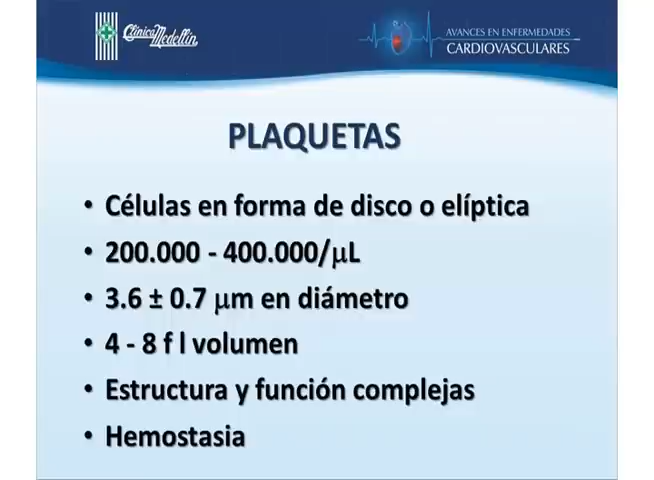 Clínica Medellín
AVANCES EN ENFERMEDADES
CARDIOVASCULARES
PLAQUETAS
• Células en forma de disco o elíptica
• 200.000 - 400.000/μL
• 3.6 ± 0.7 μm en diámetro
• 4 - 8 f l volumen
• Estructura y función complejas
• Hemostasia